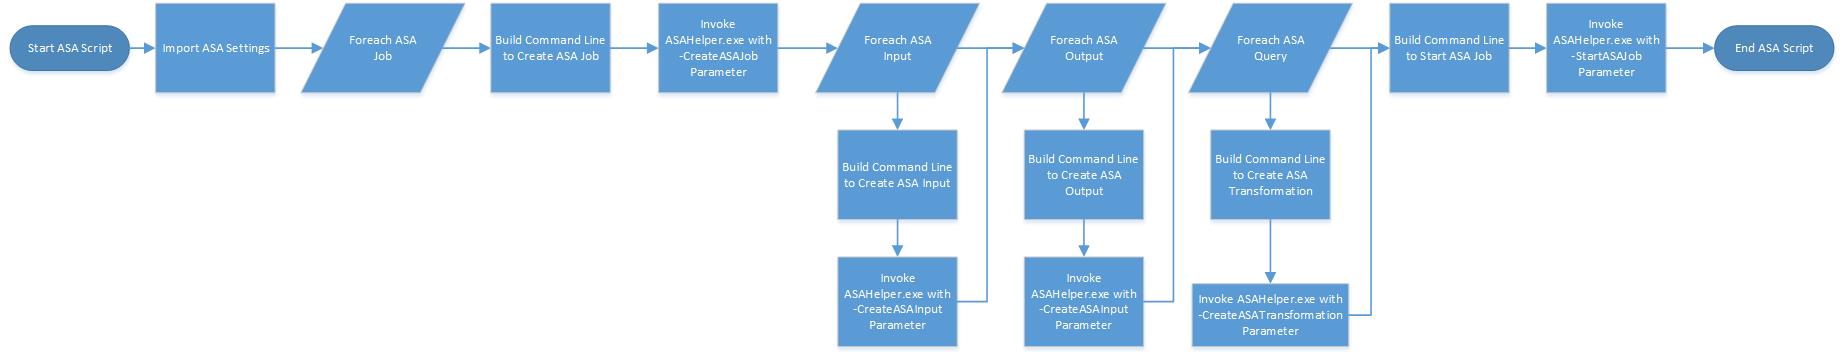 Start ASA Script
Import ASA Settings
Foreach ASA
Job
Build Command Line
to Create ASA Job
Invoke
ASAHelper.exe with
-CreateASAJob
Parameter
Foreach ASA
Input
Build Command Line
to Create ASA Input
Invoke
ASAHelper.exe with
-CreateASAInput
Parameter
Foreach ASA
Output
Build Command Line
to Create ASA
Output
Invoke
ASAHelper.exe with
-CreateASAInput
Parameter
Foreach ASA
Query
Build Command Line
to Create ASA
Transformation
Invoke ASAHelper.exe with
-CreateASATransformation
Parameter
Build Command Line
to Start ASA Job
Invoke
ASAHelper.exe with
-StartASAJob
Parameter
End ASA Script